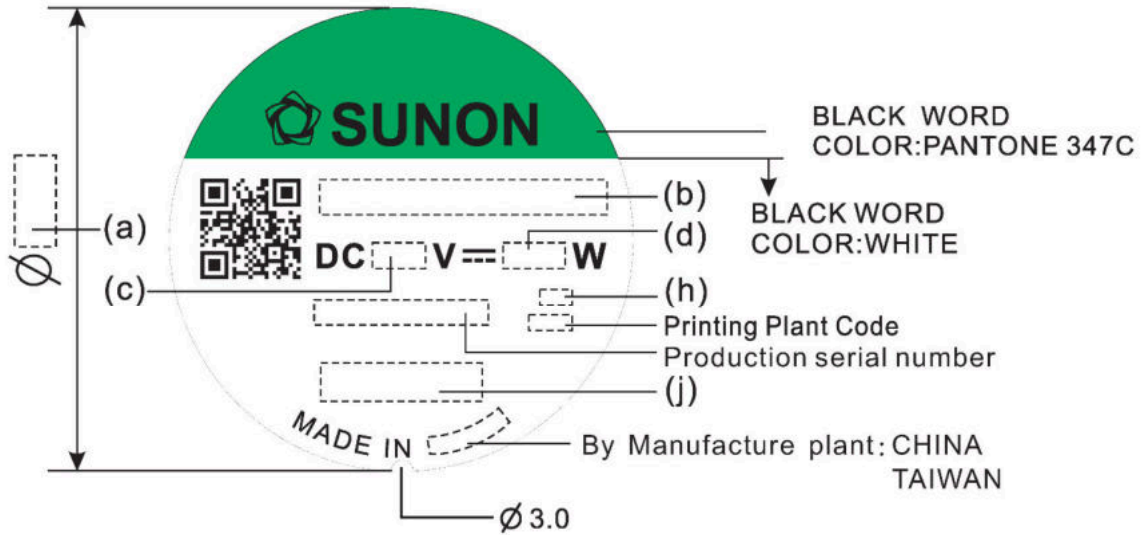 SUNON
BLACK WORD
COLOR:PANTONE 347C
(b)
BLACK WORD
COLOR:WHITE
(a)
Ø
DC V W
(d)
(c)
(h)
Printing Plant Code
Production serial number
(j)
MADE IN
By Manufacture plant: CHINA
TAIWAN
Ø 3.0